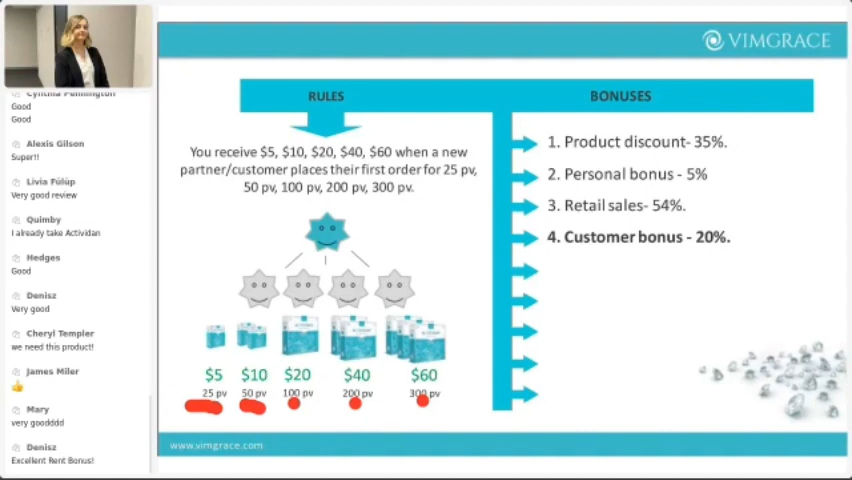 Cynthia Pennington
Good
Good
Alexis Gilson
Super!!
Livia Fülüp
Very good review
Quimby
I already take Actividan
Hedges
Good
Denisz
Very good
Cheryl Templer
we need this product!
James Miler
Mary
very goodddd
Denisz
Excellent Rent Bonus!
VIMGRACE
RULES
You receive $5, $10, $20, $40, $60 when a new
partner/customer places their first order for 25 pv,
50 pv, 100 pv, 200 pv, 300 pv.
$5 $10 $20 $40 $60
25 pv 50 pv 100 pv 200 pv 300 pv
BONUSES
1. Product discount- 35%.
2. Personal bonus - 5%
3. Retail sales- 54%.
4. Customer bonus - 20%.
www.vimgrace.com